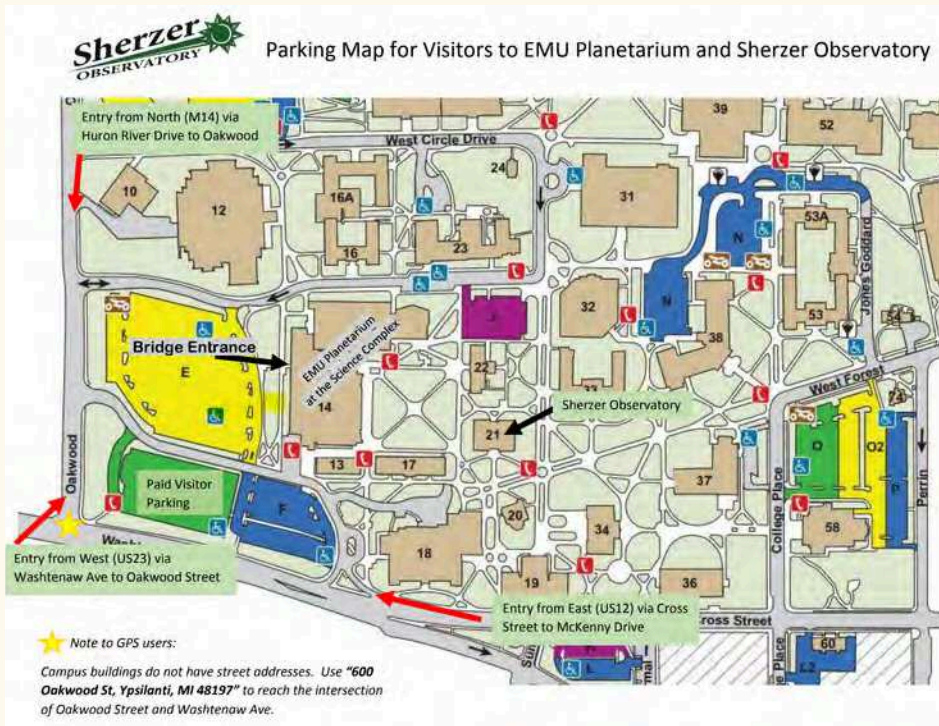 Sherzer
OBSERVATORY
Parking Map for Visitors to EMU Planetarium and Sherzer Observatory
Entry from North (M14) via
Huron River Drive to Oakwood
West Circle Drive
39
52
24
10
12
16A
31
53A
16
23
N
Jones Goddard
J
32
N
38
53
54
Bridge Entrance
EMU Planetarium
at the Science Complex
E
14
22
33
West Forest
74
Sherzer Observatory
21
O
O2
P
Perrin
Oakwood
13
17
Paid Visitor
Parking
F
37
College Place
58
20
34
18
19
36
Entry from West (US23) via
Washtenaw Ave to Oakwood Street
Entry from East (US12) via Cross
Street to McKenny Drive
Cross Street
60
L
L2
Note to GPS users:
Campus buildings do not have street addresses. Use "600
Oakwood St, Ypsilanti, MI 48197" to reach the intersection
of Oakwood Street and Washtenaw Ave.